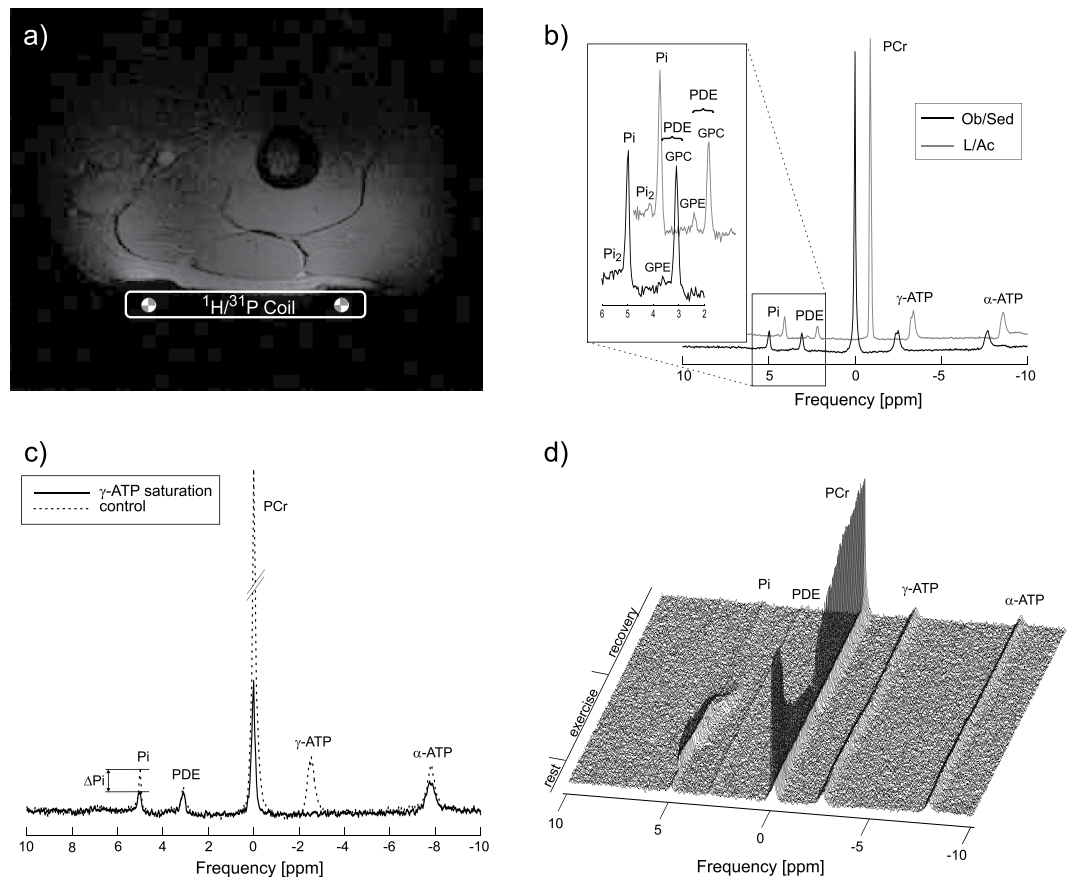 a)
¹H/³¹P Coil
b)
PCr
Ob/Sed
L/Ac
Pi
PDE
Pi
PDE
GPC
GPC
Pi₂
GPE
Pi₂
GPE
6 5 4 3 2
Pi PDE
γ-ATP
α-ATP
10 5 0 -5 -10
Frequency [ppm]
c)
γ-ATP saturation
control
PCr
Pi
ΔPi
PDE
γ-ATP
α-ATP
10 8 6 4 2 0 -2 -4 -6 -8 -10
Frequency [ppm]
d)
PCr
Pi
PDE
γ-ATP
α-ATP
recovery
exercise
rest
10 5 0 -5 -10
Frequency [ppm]